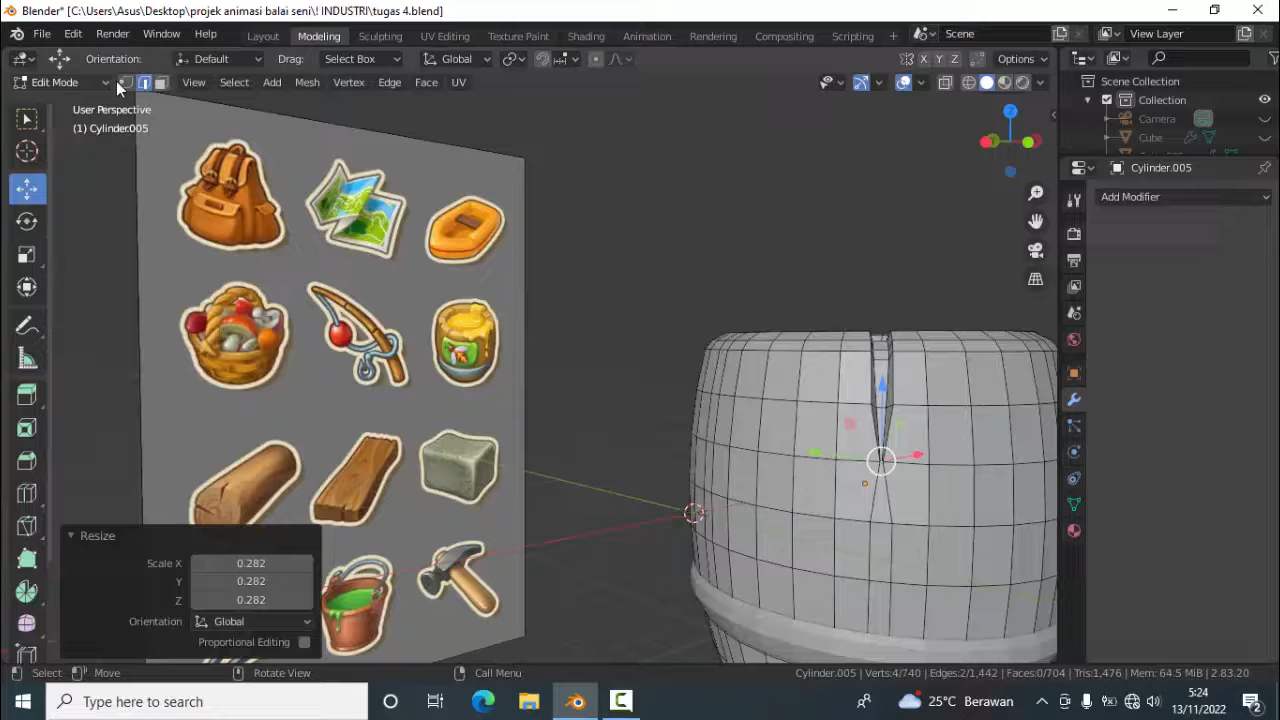 Blender* [C:\Users\Asus\Desktop\projek animasi balai seni\! INDUSTRI\tugas 4.blend]
File Edit Render Window Help
Layout Modeling Sculpting UV Editing Texture Paint Shading Animation Rendering Compositing Scripting +
Scene
View Layer
Orientation: Default Drag: Select Box Global X Y Z Options
Edit Mode View Select Add Mesh Vertex Edge Face UV
User Perspective
(1) Cylinder.005
Z
Scene Collection
Collection
Camera
Cube
Cylinder.005
Add Modifier
Resize
Scale X 0.282
Y 0.282
Z 0.282
Orientation Global
Proportional Editing
Select Move Rotate View Call Menu
Cylinder.005 | Verts:4/740 | Edges:2/1,442 | Faces:0/704 | Tris:1,476 | Mem: 64.5 MiB | 2.83.20
Type here to search
25°C Berawan
5:24
13/11/2022
2